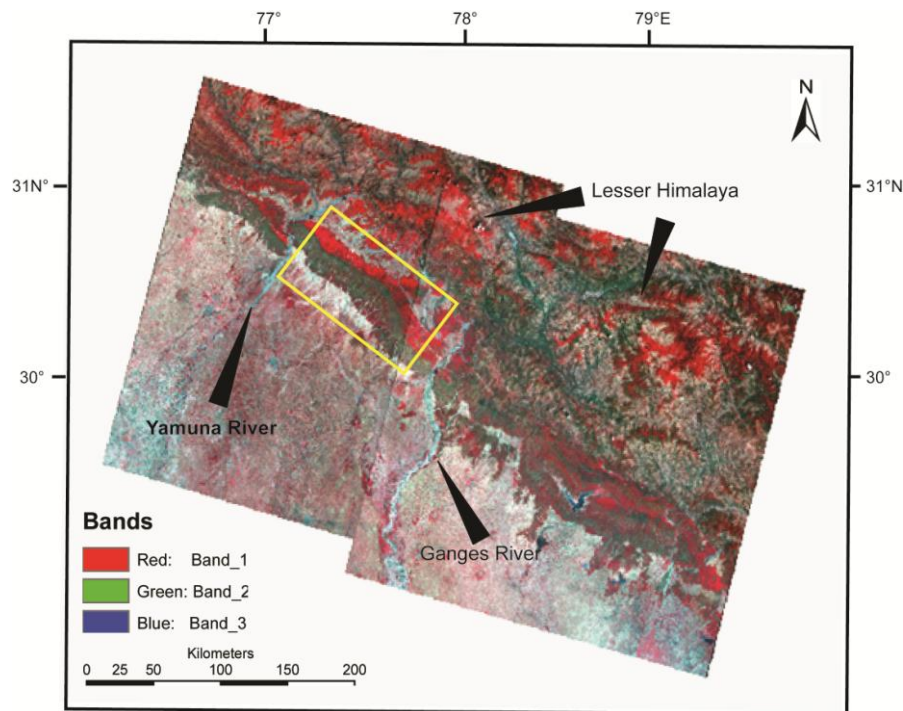 77° 78° 79°E
N
31N° 31°N
Lesser Himalaya
30° 30°
Yamuna River
Ganges River
Bands
Red: Band_1
Green: Band_2
Blue: Band_3
Kilometers
0 25 50 100 150 200